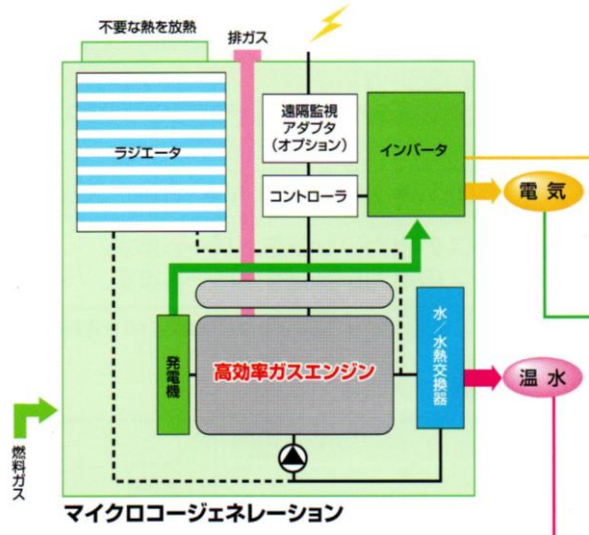 不要な熱を放熱
排ガス
ラジエータ
遠隔監視
アダプタ
（オプション）
インバータ
コントローラ
電気
発電機
高効率ガスエンジン
水／水熱交換器
温水
燃料ガス
マイクロコージェネレーション